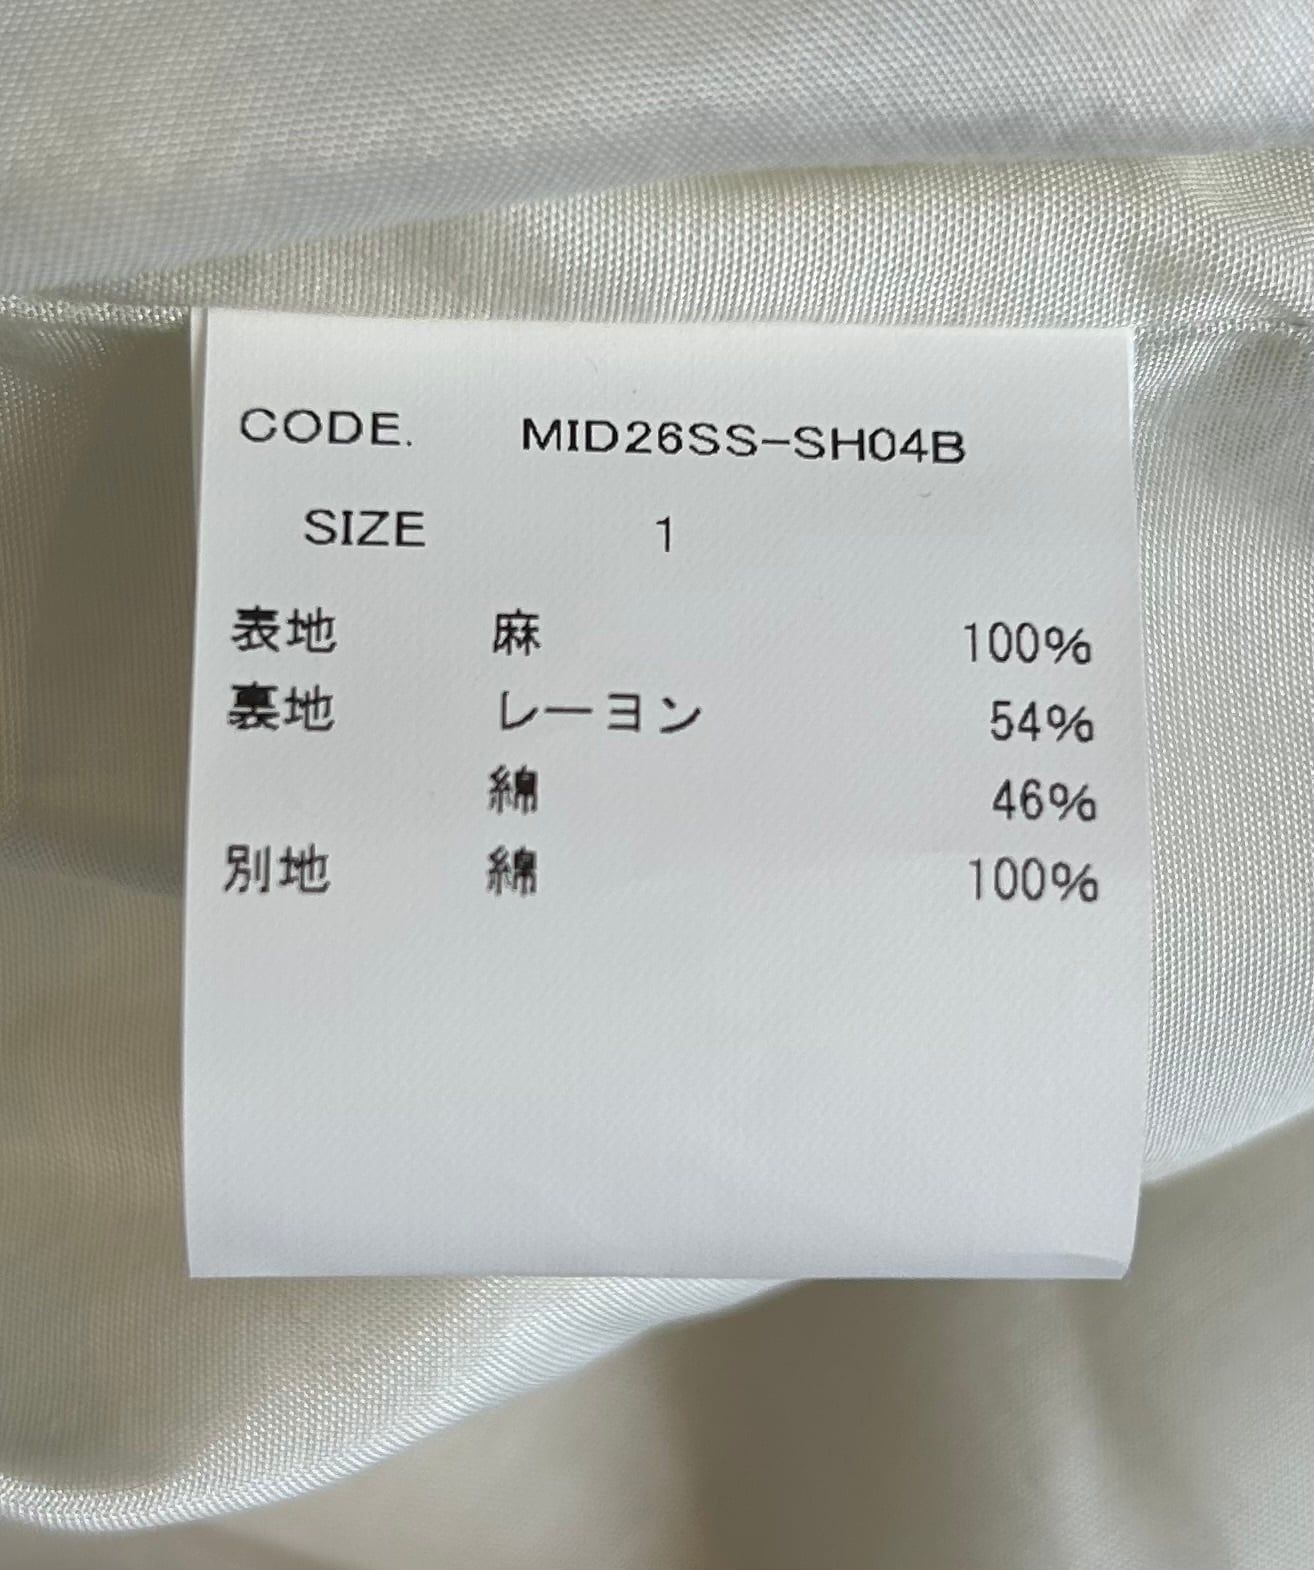 CODE. MID26SS-SH04B
SIZE 1
表地 麻 100%
裏地 レーヨン 54%
綿 46%
別地 綿 100%